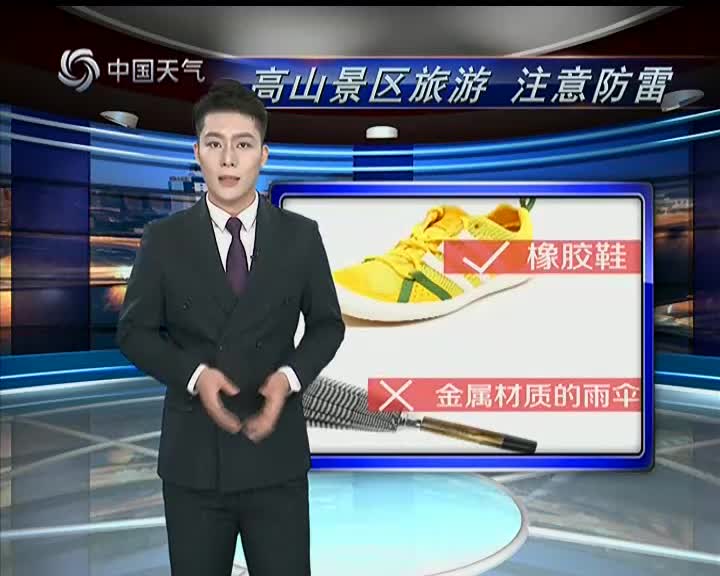 中国天气
高山景区旅游 注意防雷
橡胶鞋
金属材质的雨伞